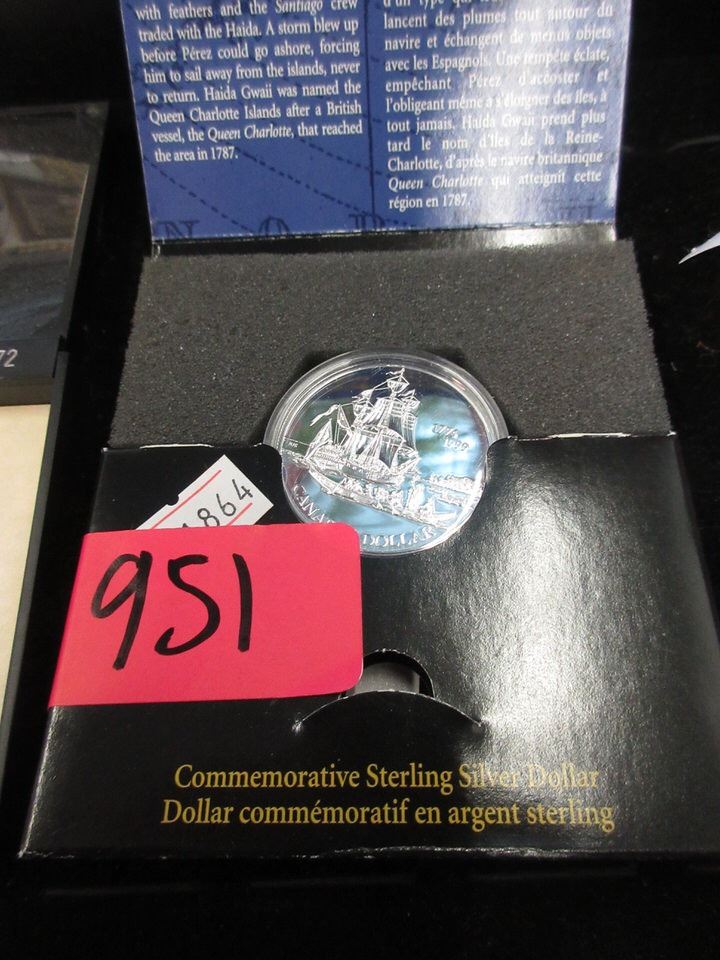 with feathers and the Santiago crew
traded with the Haida. A storm blew up
before Pérez could go ashore, forcing
him to sail away from the islands, never
to return. Haida Gwaii was named the
Queen Charlotte Islands after a British
vessel, the Queen Charlotte, that reached
the area in 1787.
d'un type qui
lancent des plumes tout autour du
navire et échangent de menus objets
avec les Espagnols. Une tempête éclate,
empêchant Pérez d'accoster et
l'obligeant même à s'éloigner des îles, à
tout jamais. Haida Gwaii prend plus
tard le nom d'îles de la Reine-
Charlotte, d'après le navire britannique
Queen Charlotte qui atteignit cette
région en 1787.
72
1864
951
CANADA DOLLAR
Commemorative Sterling Silver Dollar
Dollar commémoratif en argent sterling